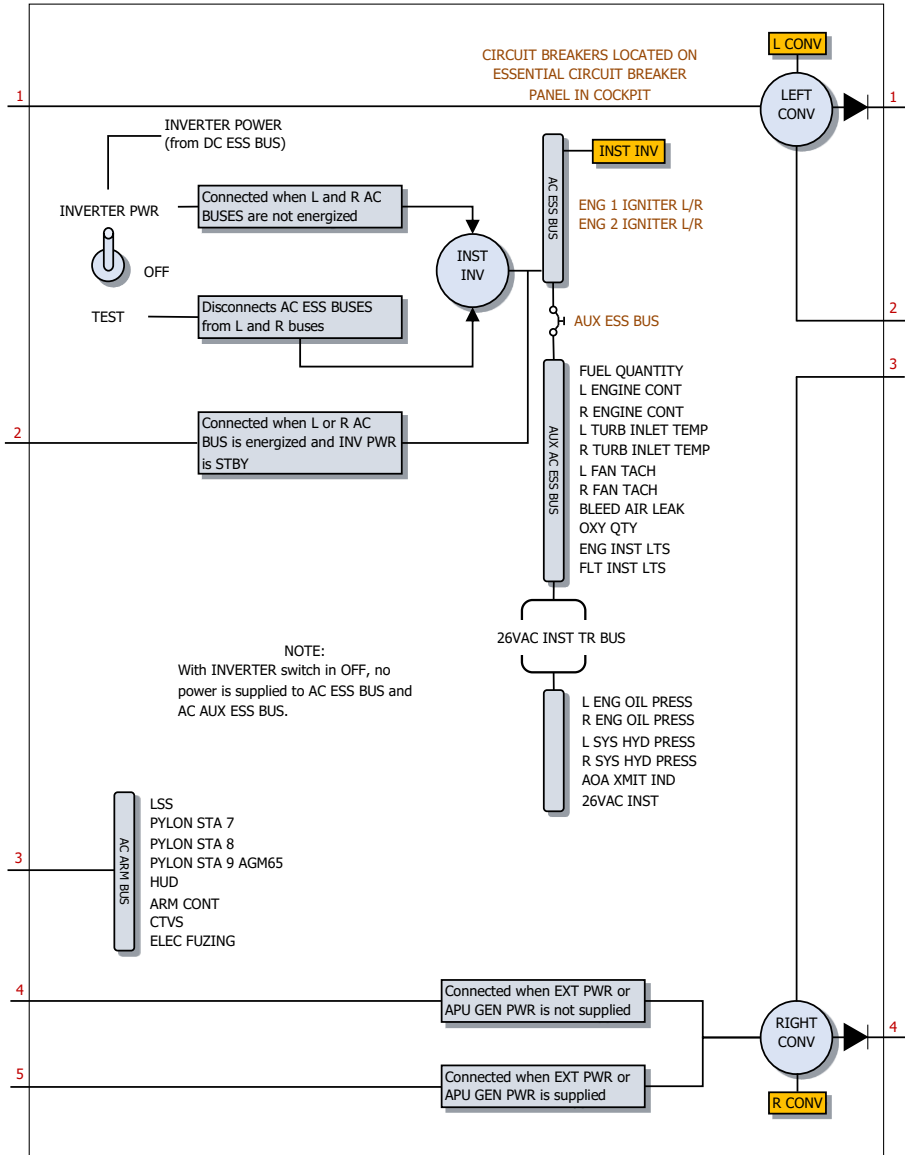 L CONV
CIRCUIT BREAKERS LOCATED ON
ESSENTIAL CIRCUIT BREAKER
PANEL IN COCKPIT
1
LEFT
CONV
1
INVERTER POWER
(from DC ESS BUS)
INVERTER PWR
OFF
TEST
Connected when L and R AC
BUSES are not energized
Disconnects AC ESS BUSES
from L and R buses
INST
INV
AC ESS BUS
INST INV
ENG 1 IGNITER L/R
ENG 2 IGNITER L/R
AUX ESS BUS
2
3
2
Connected when L or R AC
BUS is energized and INV PWR
is STBY
AUX AC ESS BUS
FUEL QUANTITY
L ENGINE CONT
R ENGINE CONT
L TURB INLET TEMP
R TURB INLET TEMP
L FAN TACH
R FAN TACH
BLEED AIR LEAK
OXY QTY
ENG INST LTS
FLT INST LTS
26VAC INST TR BUS
NOTE:
With INVERTER switch in OFF, no
power is supplied to AC ESS BUS and
AC AUX ESS BUS.
L ENG OIL PRESS
R ENG OIL PRESS
L SYS HYD PRESS
R SYS HYD PRESS
AOA XMIT IND
26VAC INST
3
AC ARM BUS
LSS
PYLON STA 7
PYLON STA 8
PYLON STA 9 AGM65
HUD
ARM CONT
CTVS
ELEC FUZING
4
Connected when EXT PWR or
APU GEN PWR is not supplied
5
Connected when EXT PWR or
APU GEN PWR is supplied
RIGHT
CONV
4
R CONV